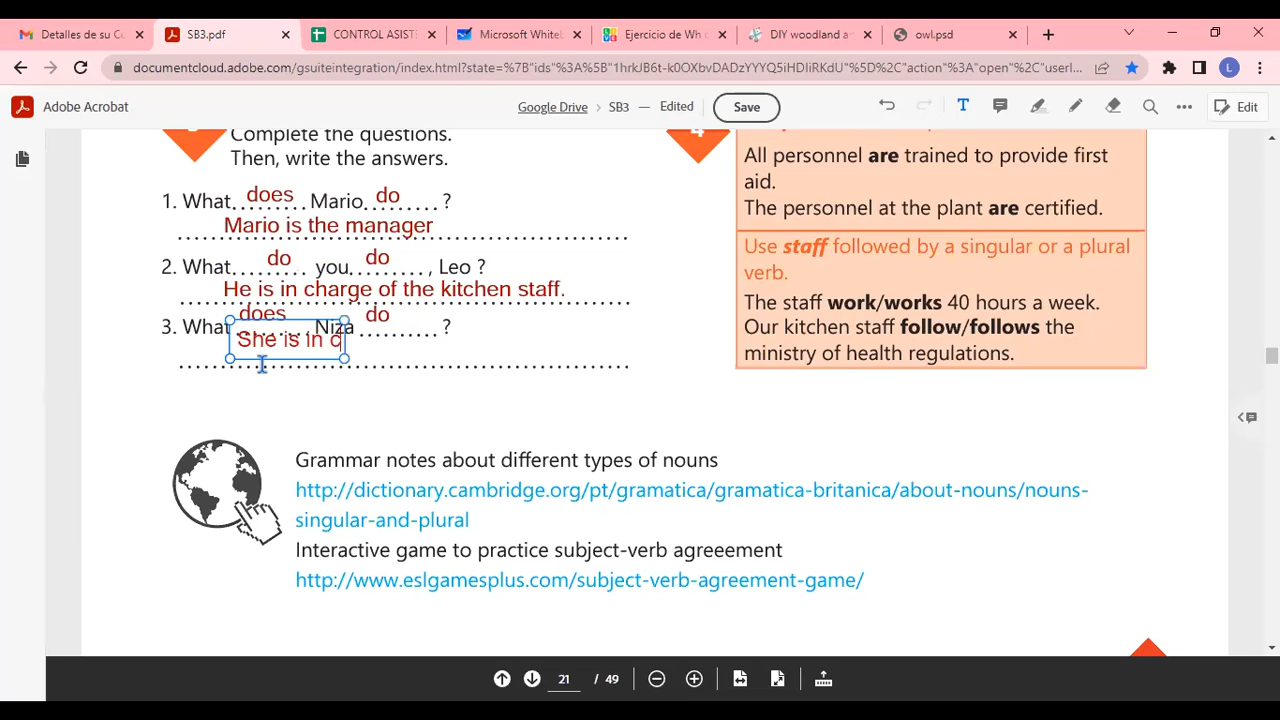 Detalles de su Cu
SB3.pdf
CONTROL ASIST
Microsoft Whiteb
Ejercicio de Wh c
DIY woodland an
owl.psd
documentcloud.adobe.com/gsuiteintegration/index.html?state=%7B"ids"%3A%5B"1hrkJB6t-k0OXbvDADzYYYQ5iHDIiRKdU"%5D%2C"action"%3A"open"%2C"userI...
L
Adobe Acrobat
Google Drive > SB3 — Edited
Save
Edit
Complete the questions.
Then, write the answers.
1. What does Mario do ?
Mario is the manager
2. What do you do , Leo ?
He is in charge of the kitchen staff.
3. What does Niza do ?
She is in c
4
All personnel are trained to provide first
aid.
The personnel at the plant are certified.
Use staff followed by a singular or a plural
verb.
The staff work/works 40 hours a week.
Our kitchen staff follow/follows the
ministry of health regulations.
Grammar notes about different types of nouns
http://dictionary.cambridge.org/pt/gramatica/gramatica-britanica/about-nouns/nouns-
singular-and-plural
Interactive game to practice subject-verb agreeement
http://www.eslgamesplus.com/subject-verb-agreement-game/
21 / 49